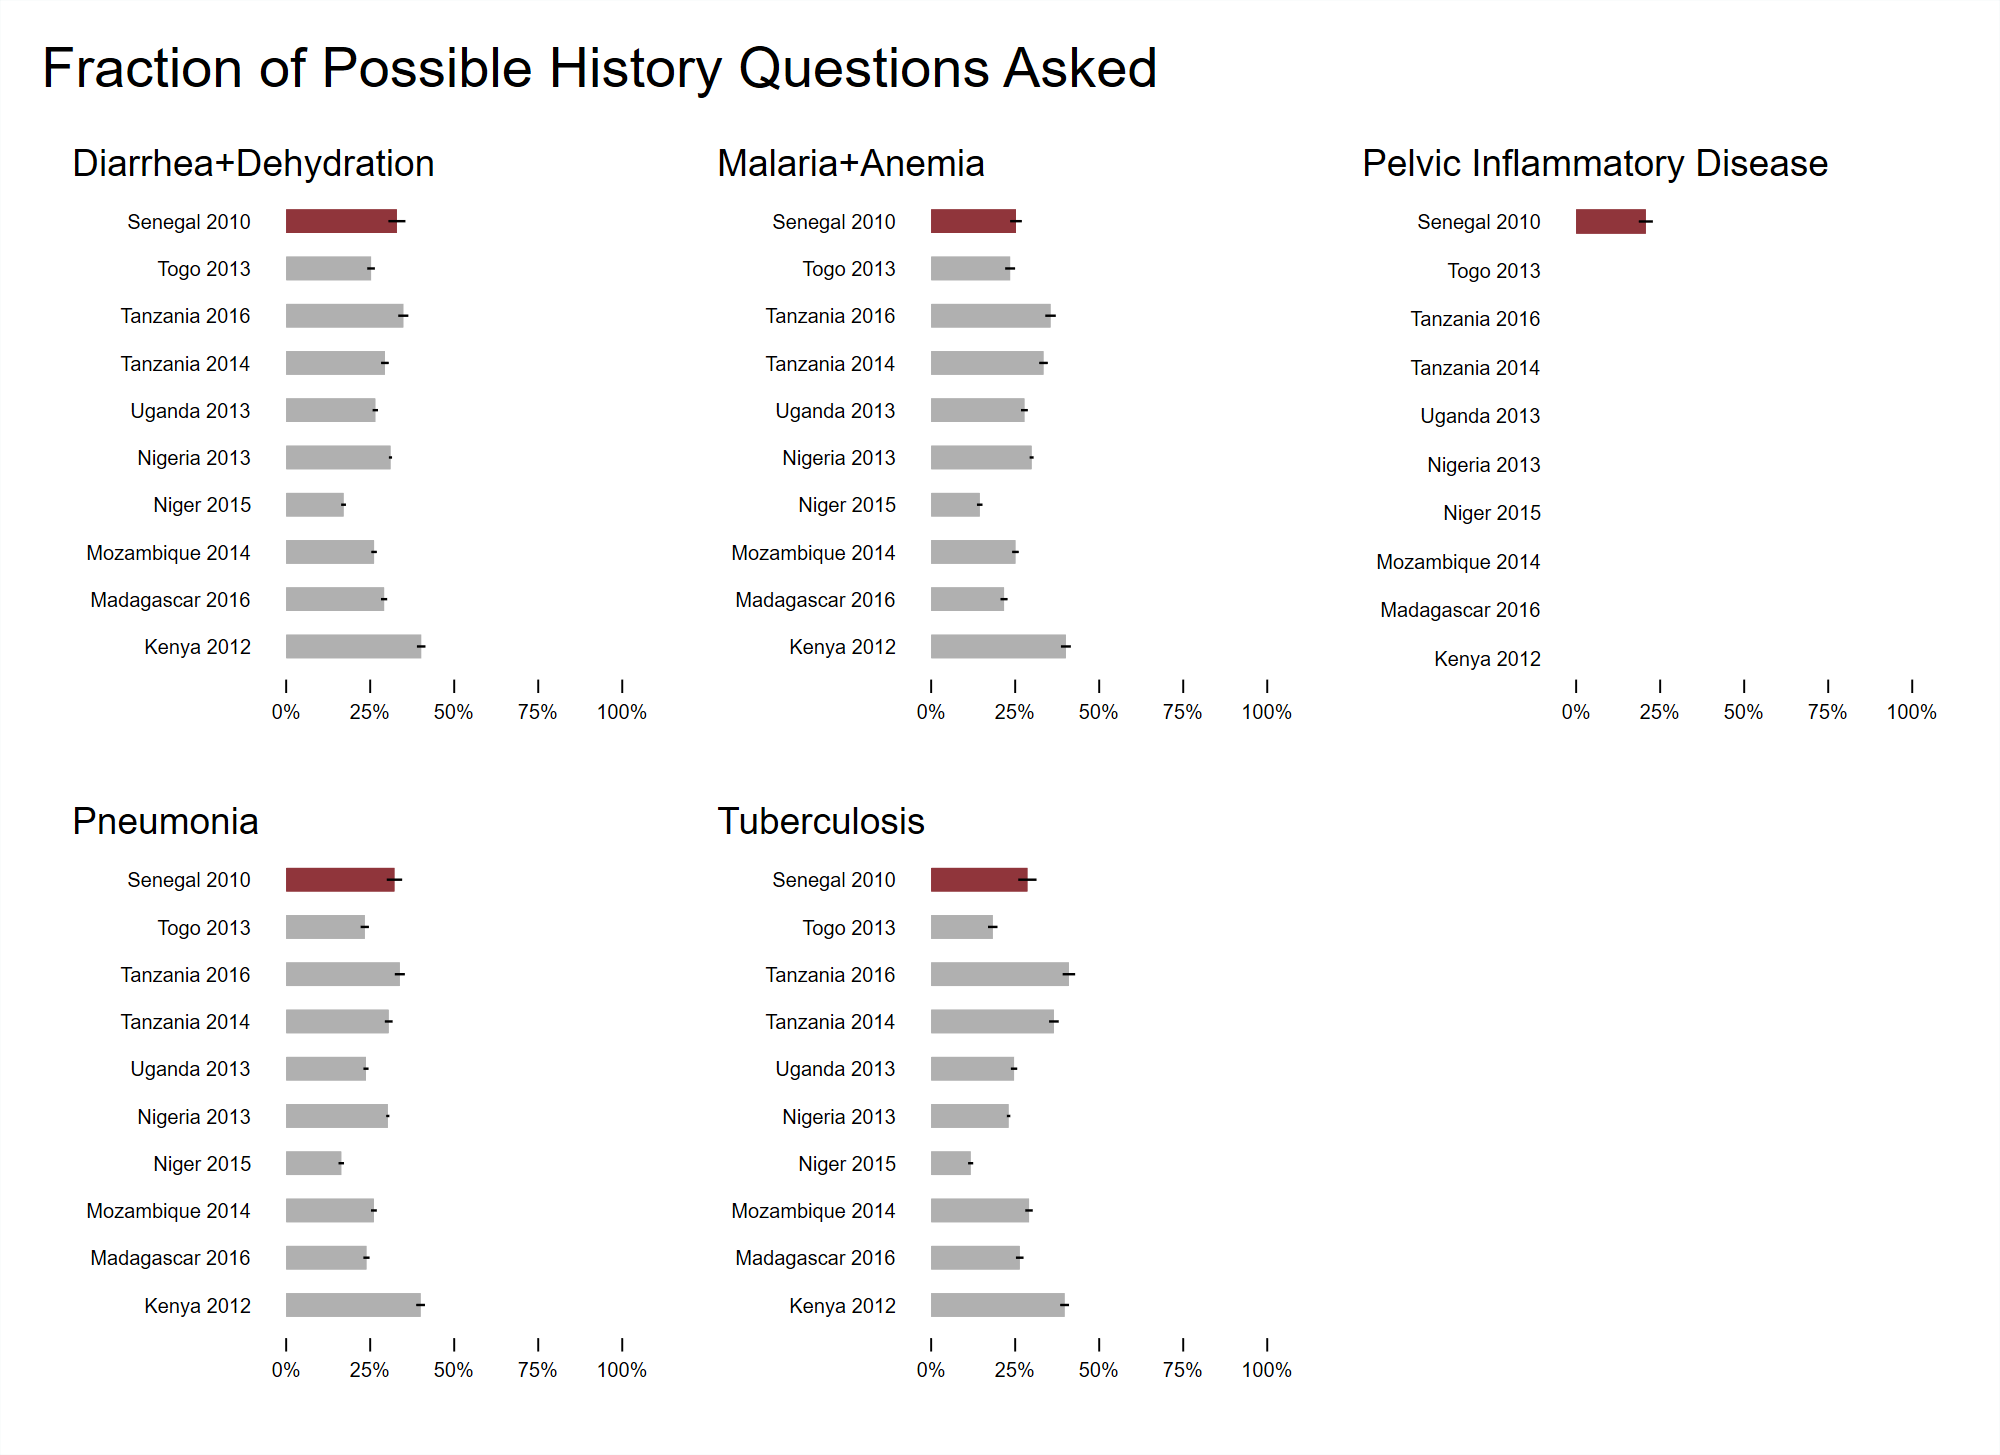 Fraction of Possible History Questions Asked
Diarrhea+Dehydration
Senegal 2010
Togo 2013
Tanzania 2016
Tanzania 2014
Uganda 2013
Nigeria 2013
Niger 2015
Mozambique 2014
Madagascar 2016
Kenya 2012
0% 25% 50% 75% 100%
Malaria+Anemia
Senegal 2010
Togo 2013
Tanzania 2016
Tanzania 2014
Uganda 2013
Nigeria 2013
Niger 2015
Mozambique 2014
Madagascar 2016
Kenya 2012
0% 25% 50% 75% 100%
Pelvic Inflammatory Disease
Senegal 2010
Togo 2013
Tanzania 2016
Tanzania 2014
Uganda 2013
Nigeria 2013
Niger 2015
Mozambique 2014
Madagascar 2016
Kenya 2012
0% 25% 50% 75% 100%
Pneumonia
Senegal 2010
Togo 2013
Tanzania 2016
Tanzania 2014
Uganda 2013
Nigeria 2013
Niger 2015
Mozambique 2014
Madagascar 2016
Kenya 2012
0% 25% 50% 75% 100%
Tuberculosis
Senegal 2010
Togo 2013
Tanzania 2016
Tanzania 2014
Uganda 2013
Nigeria 2013
Niger 2015
Mozambique 2014
Madagascar 2016
Kenya 2012
0% 25% 50% 75% 100%